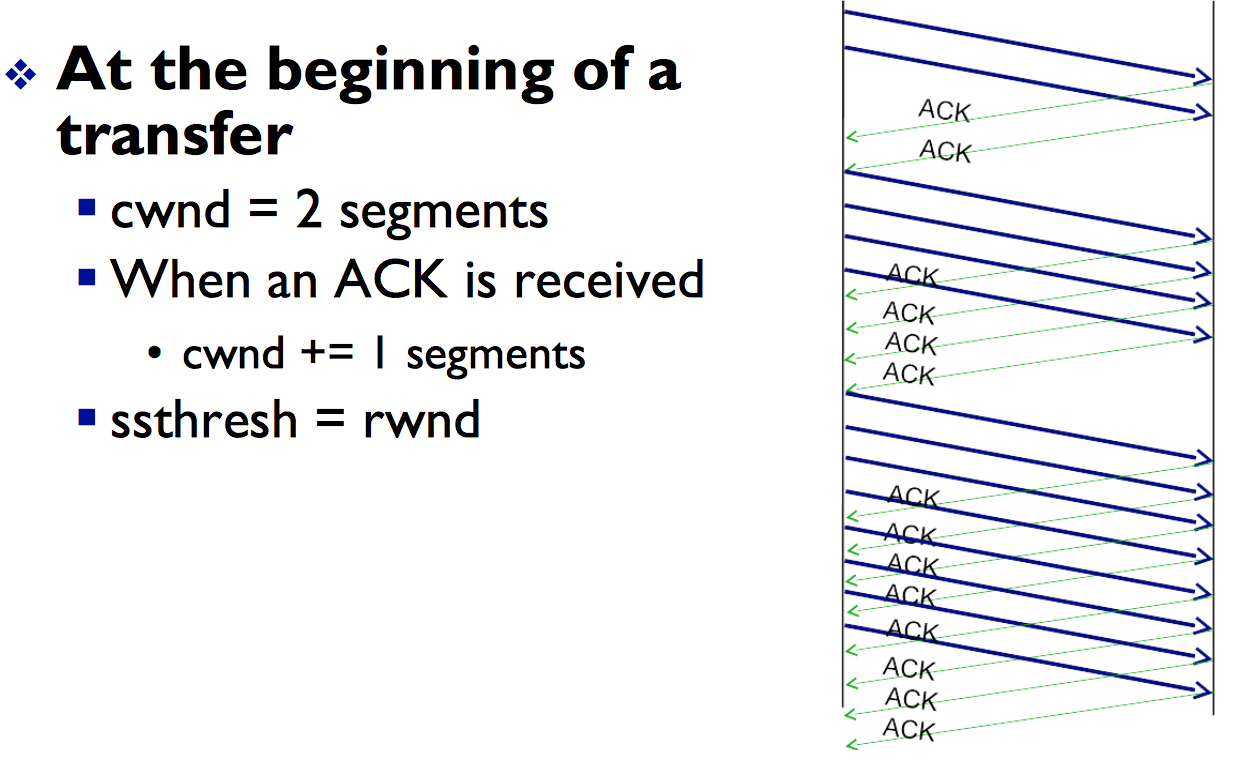 ❖ At the beginning of a
transfer
▪ cwnd = 2 segments
▪ When an ACK is received
• cwnd += 1 segments
▪ ssthresh = rwnd
ACK
ACK
ACK
ACK
ACK
ACK
ACK
ACK
ACK
ACK
ACK
ACK
ACK
ACK